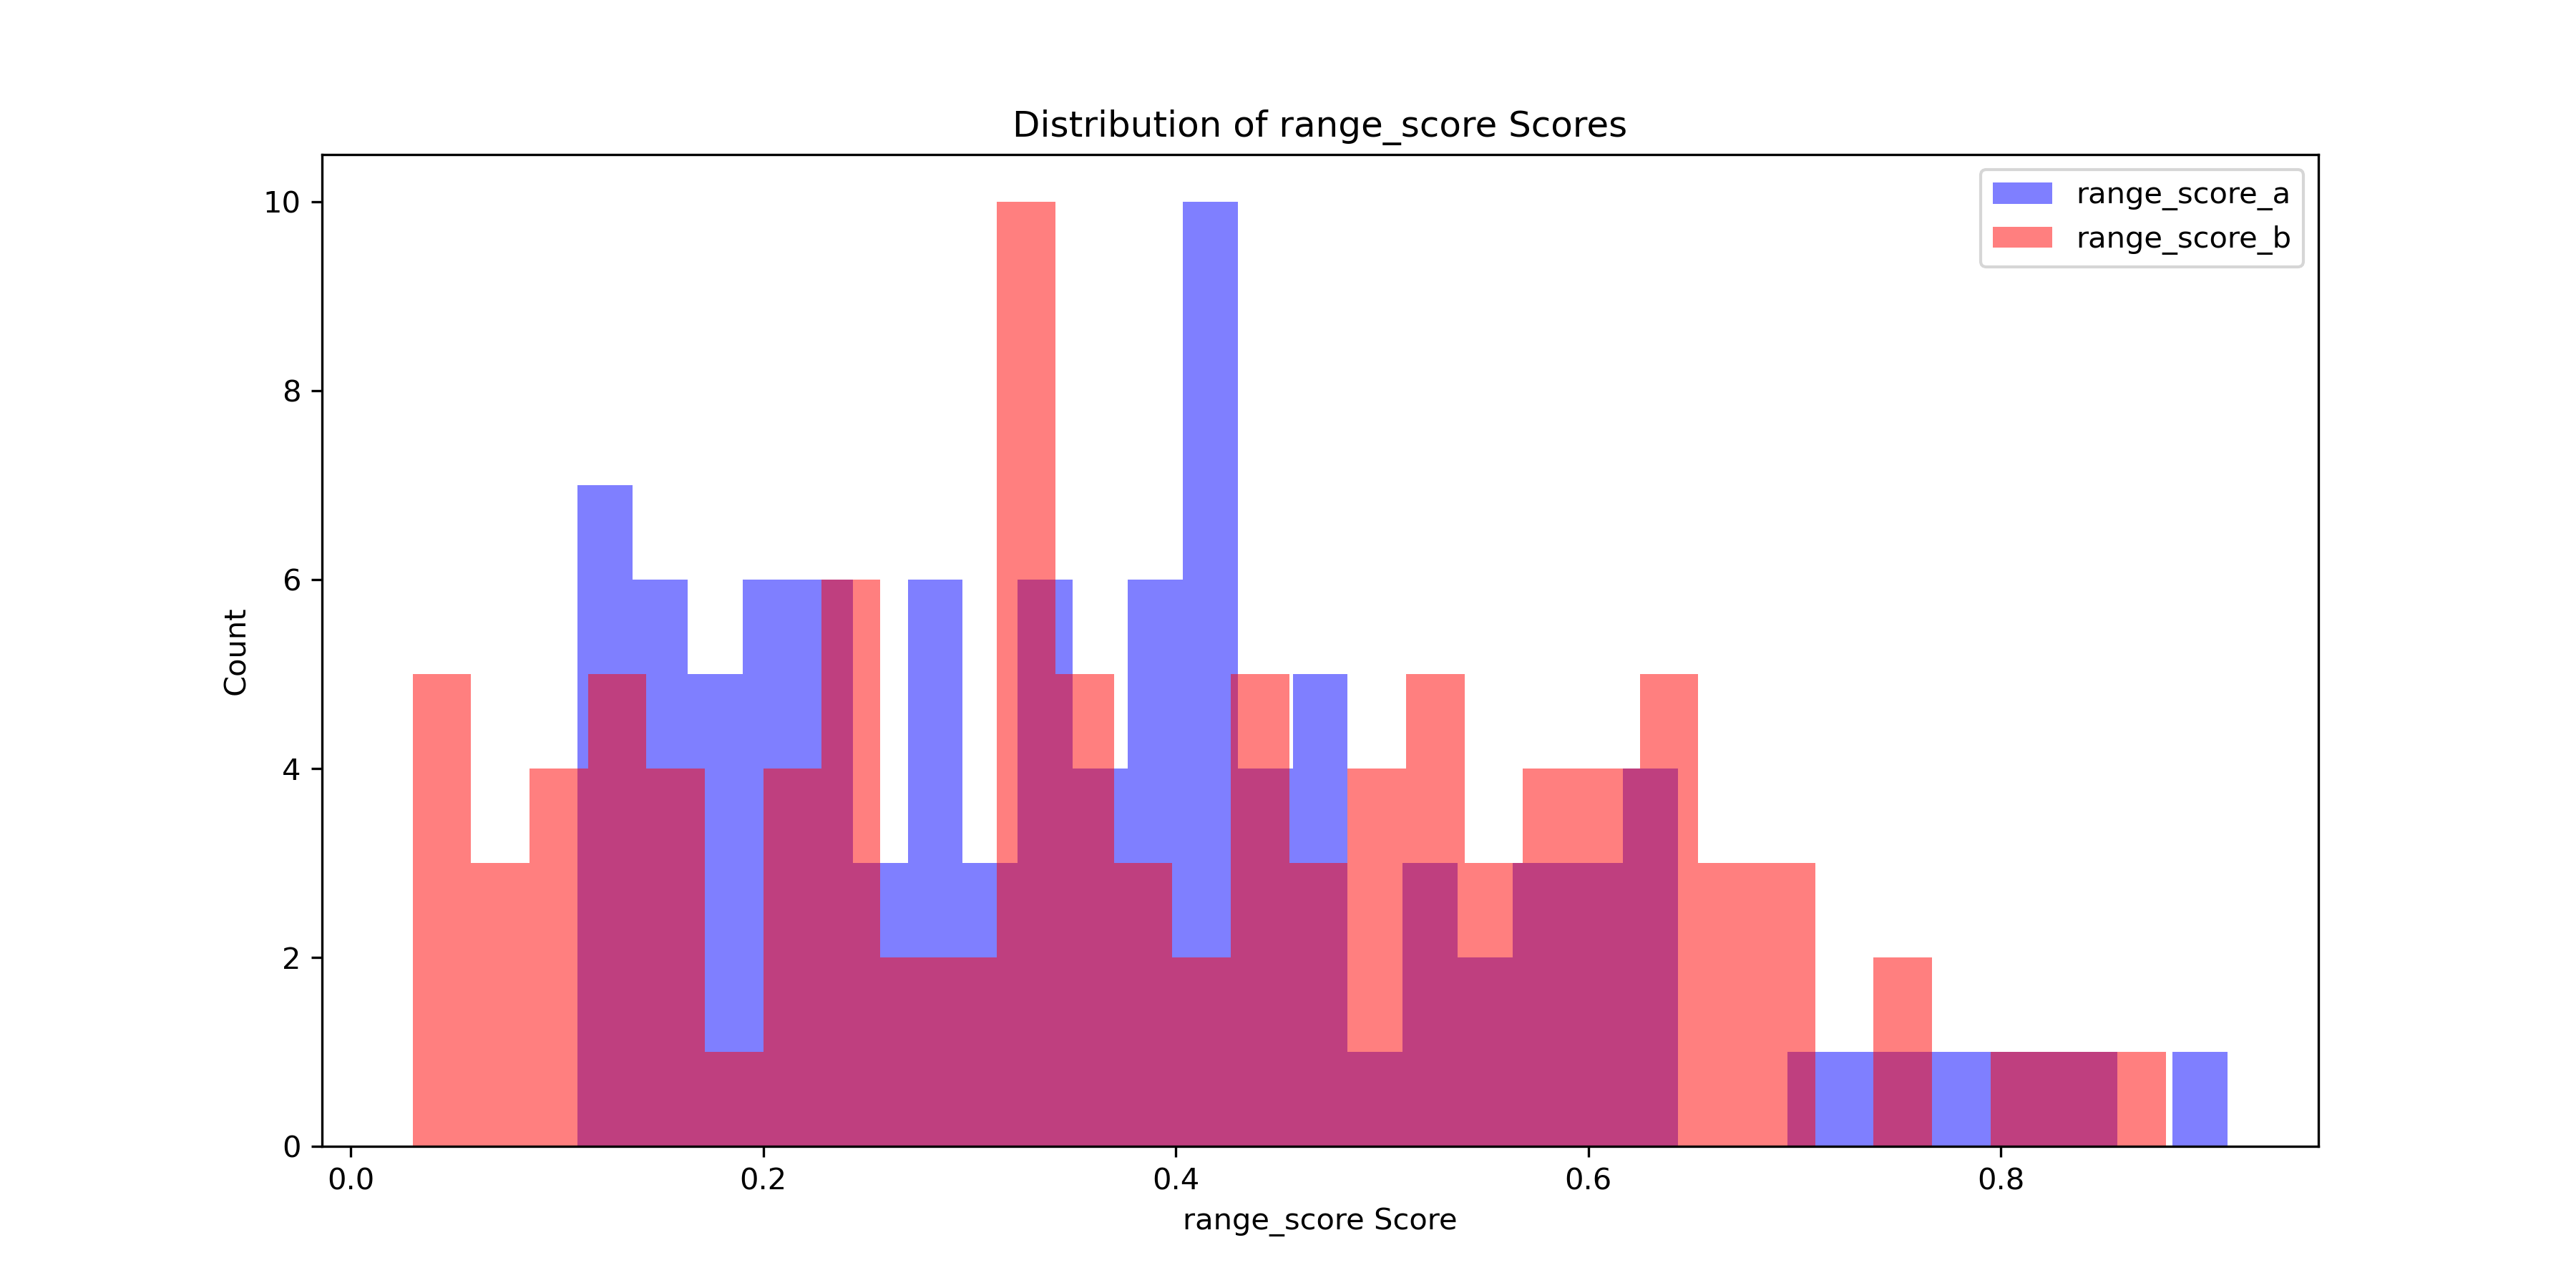 Distribution of range_score Scores
range_score_a
range_score_b
10
8
6
4
2
0
Count
0.0 0.2 0.4 0.6 0.8
range_score Score